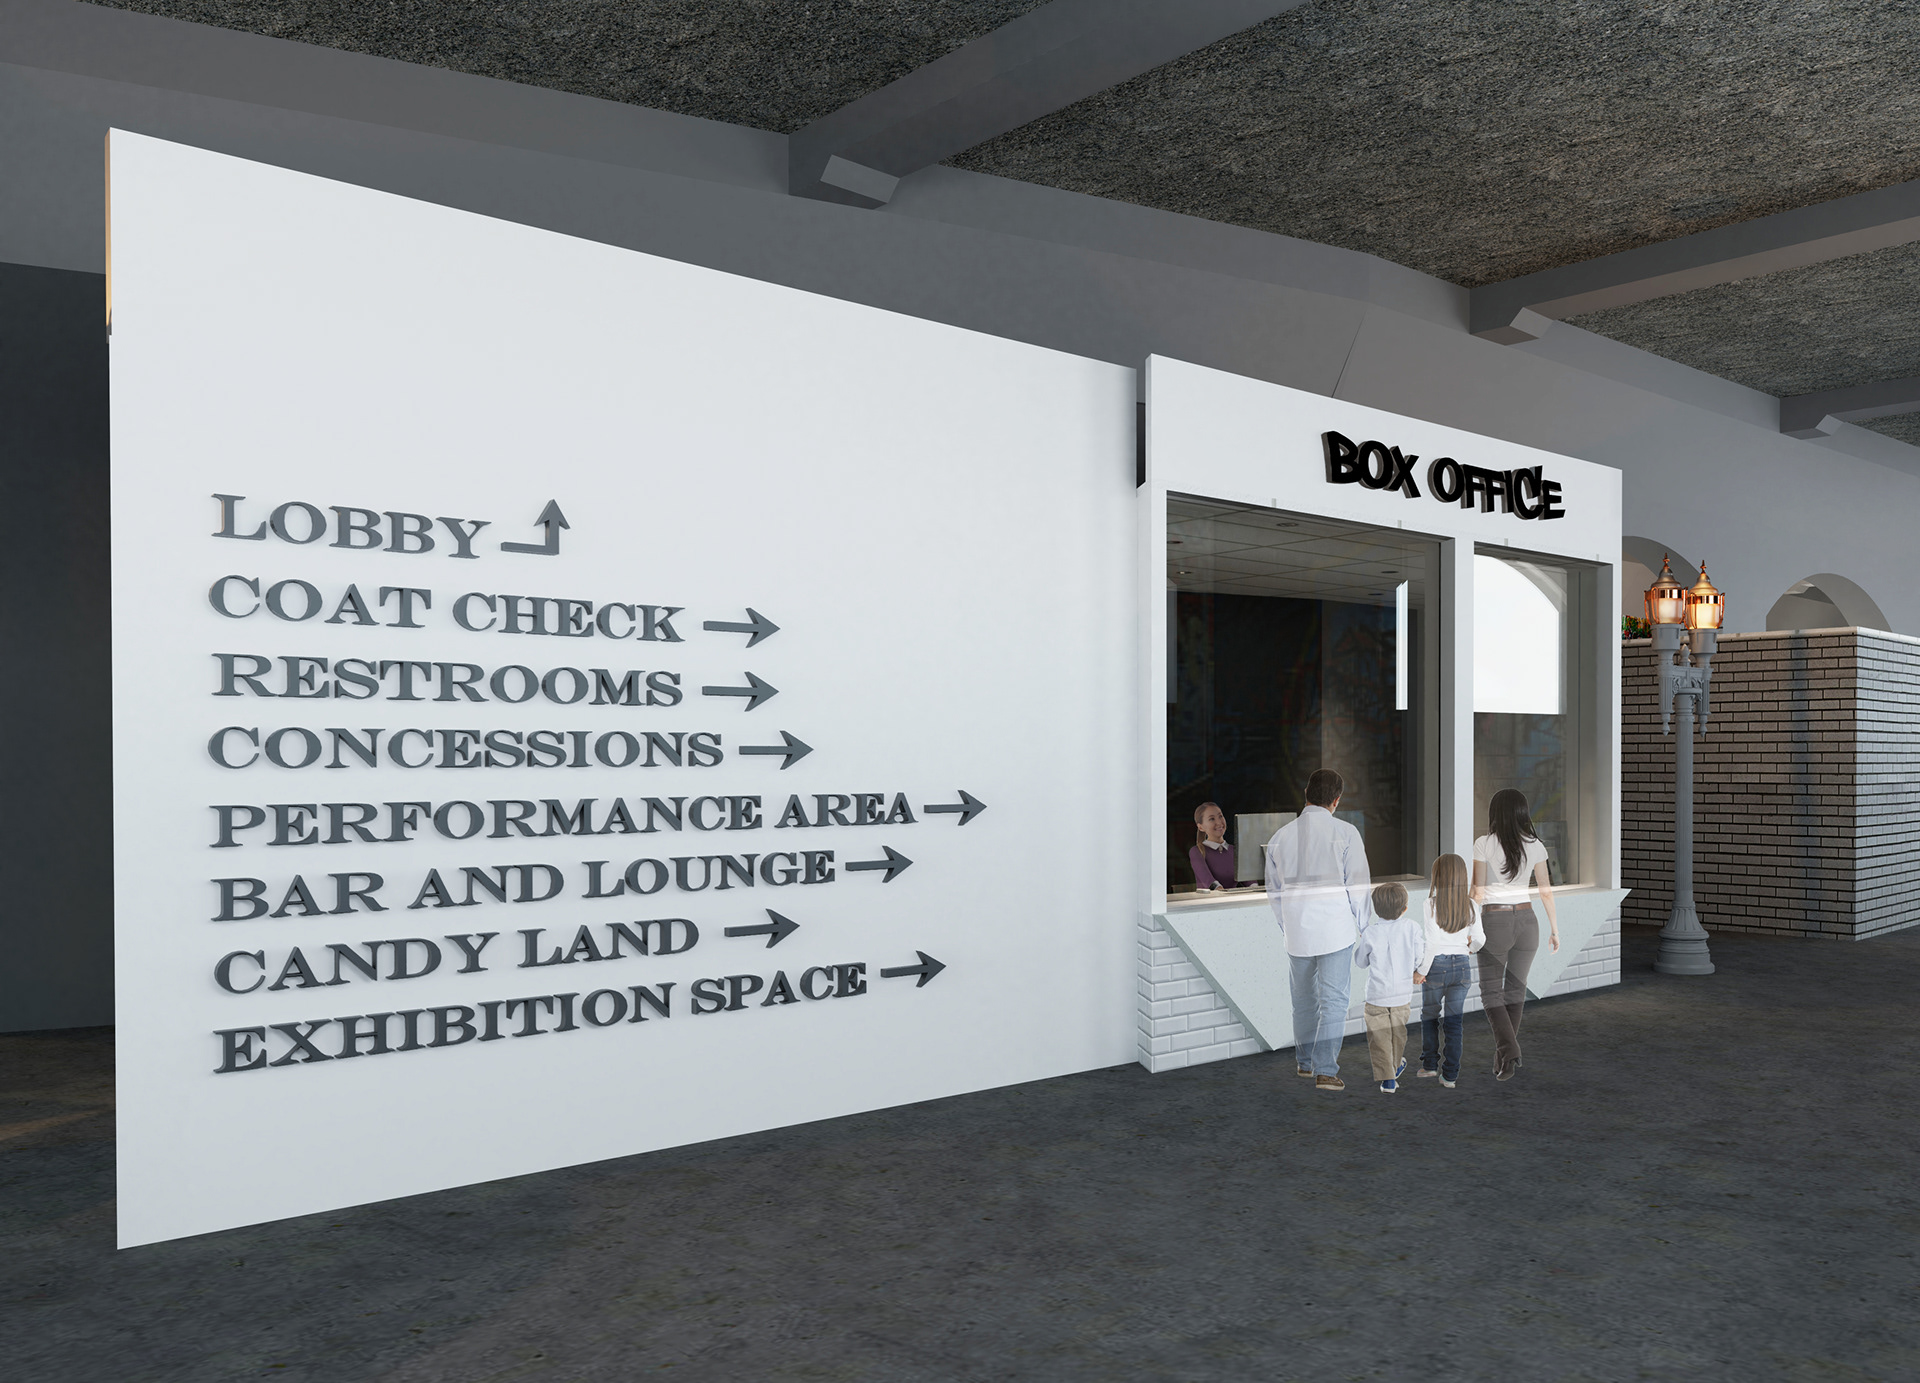 LOBBY
COAT CHECK →
RESTROOMS →
CONCESSIONS →
PERFORMANCE AREA →
BAR AND LOUNGE →
CANDY LAND →
EXHIBITION SPACE →
BOX OFFICE